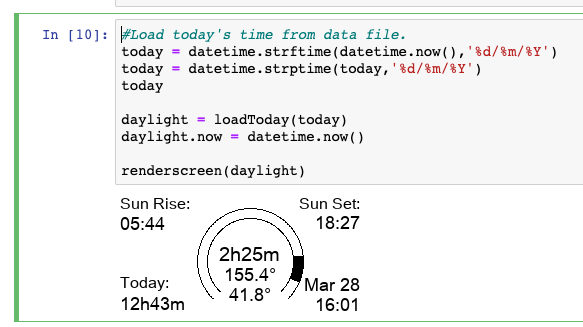 In [10]:
#Load today's time from data file.
today = datetime.strftime(datetime.now(),'%d/%m/%Y')
today = datetime.strptime(today,'%d/%m/%Y')
today
daylight = loadToday(today)
daylight.now = datetime.now()
renderscreen(daylight)
Sun Rise:
05:44
Sun Set:
18:27
2h25m
155.4°
41.8°
Today:
12h43m
Mar 28
16:01